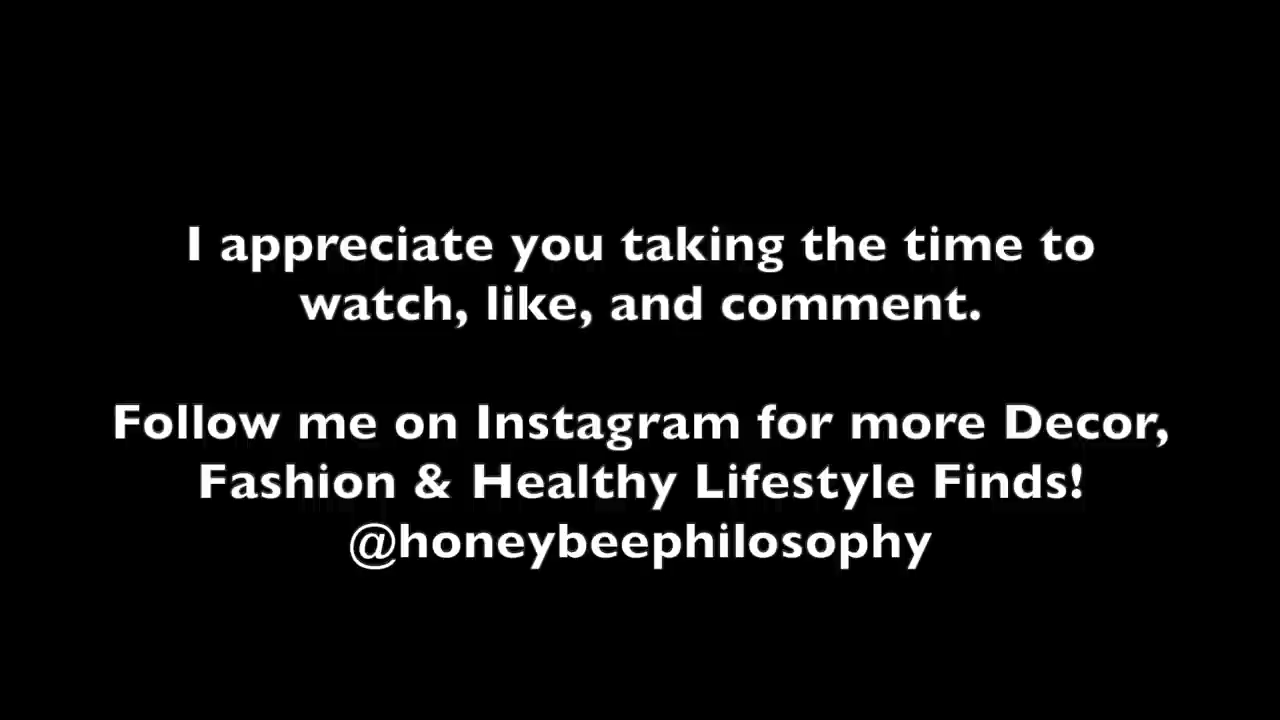 I appreciate you taking the time to
watch, like, and comment.
Follow me on Instagram for more Decor,
Fashion & Healthy Lifestyle Finds!
@honeybeephilosophy